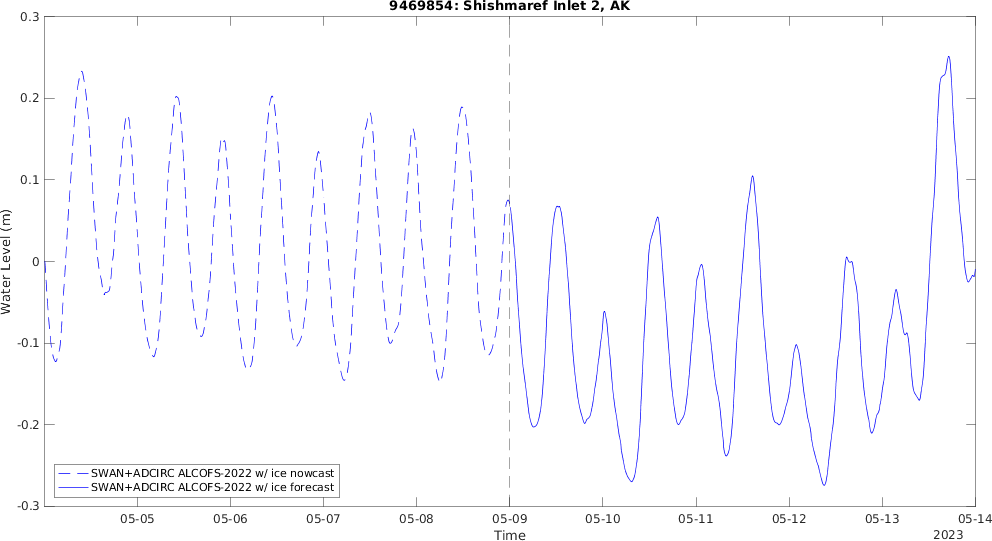 9469854: Shishmaref Inlet 2, AK
0.3
0.2
0.1
0
-0.1
-0.2
-0.3
Water Level (m)
SWAN+ADCIRC ALCOFS-2022 w/ ice nowcast
SWAN+ADCIRC ALCOFS-2022 w/ ice forecast
05-05 05-06 05-07 05-08 05-09 05-10 05-11 05-12 05-13 05-14
Time
2023